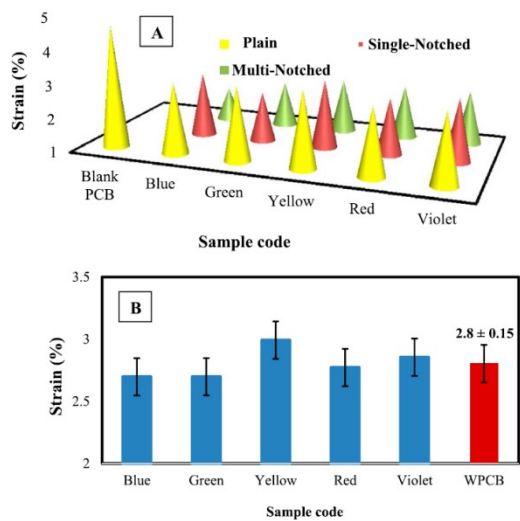 A
Plain
Single-Notched
Multi-Notched
Strain (%)
5
4
3
2
1
Blank PCB
Blue
Green
Yellow
Red
Violet
Sample code
B
Strain (%)
3.5
3
2.5
2
2.8 ± 0.15
Blue Green Yellow Red Violet WPCB
Sample code